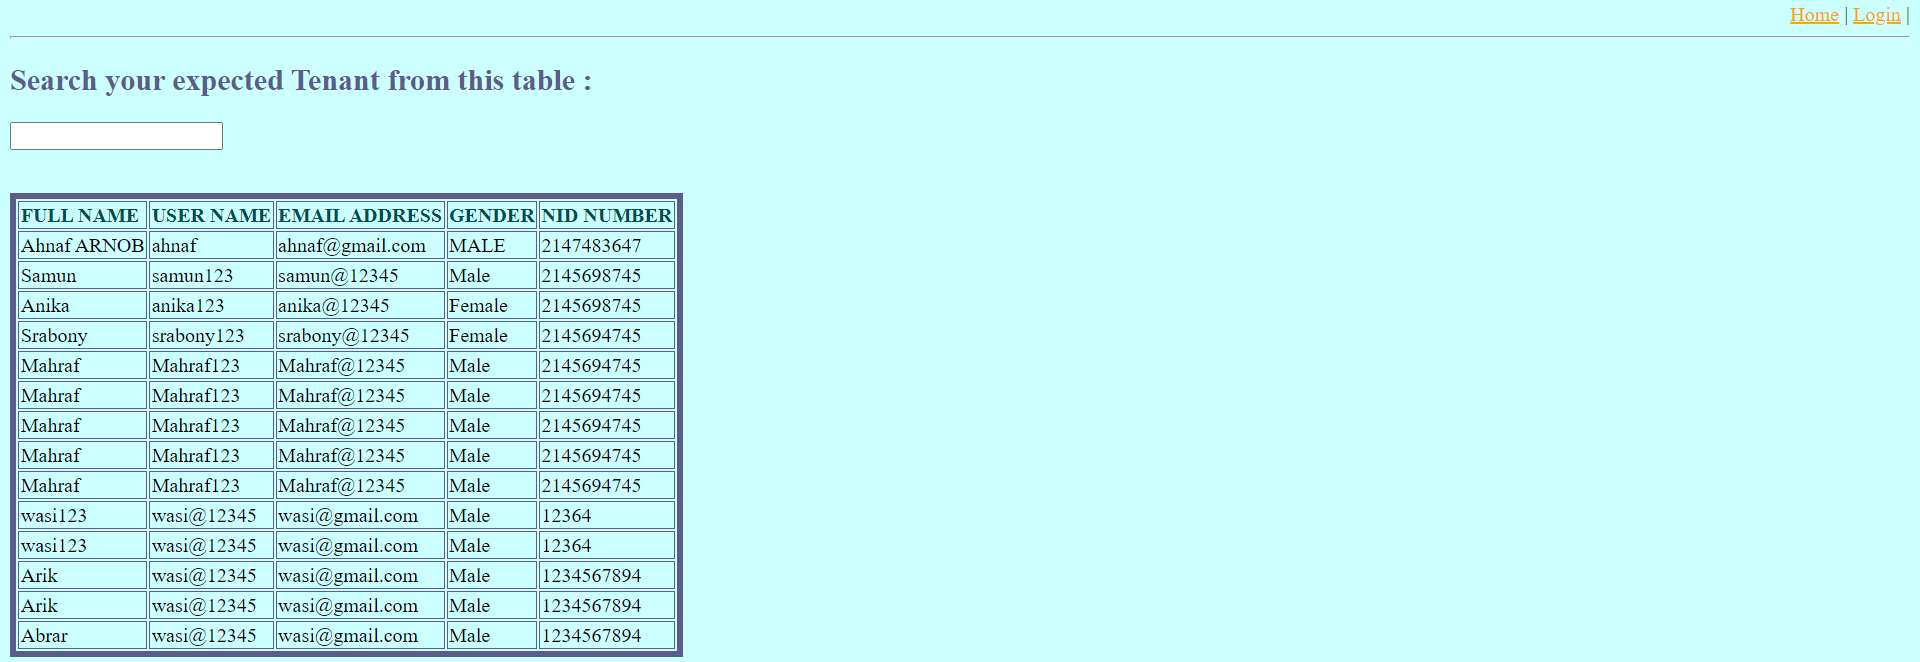 Home | Login |
Search your expected Tenant from this table :
FULL NAME USER NAME EMAIL ADDRESS GENDER NID NUMBER
Ahnaf ARNOB ahnaf ahnaf@gmail.com MALE 2147483647
Samun samun123 samun@12345 Male 2145698745
Anika anika123 anika@12345 Female 2145698745
Srabony srabony123 srabony@12345 Female 2145694745
Mahraf Mahraf123 Mahraf@12345 Male 2145694745
Mahraf Mahraf123 Mahraf@12345 Male 2145694745
Mahraf Mahraf123 Mahraf@12345 Male 2145694745
Mahraf Mahraf123 Mahraf@12345 Male 2145694745
Mahraf Mahraf123 Mahraf@12345 Male 2145694745
wasi123 wasi@12345 wasi@gmail.com Male 12364
wasi123 wasi@12345 wasi@gmail.com Male 12364
Arik wasi@12345 wasi@gmail.com Male 1234567894
Arik wasi@12345 wasi@gmail.com Male 1234567894
Abrar wasi@12345 wasi@gmail.com Male 1234567894